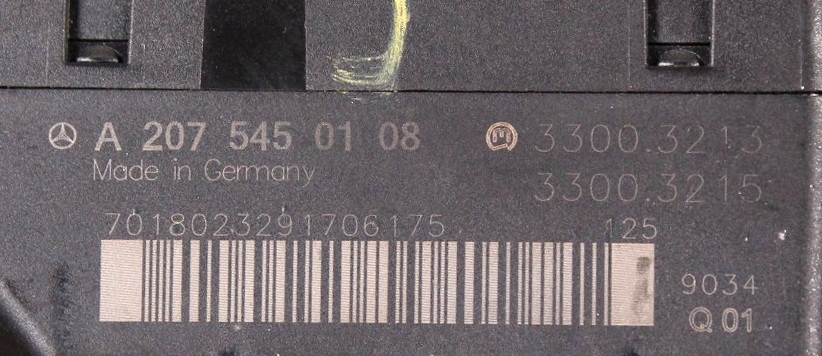 A 207 545 01 08
3300.3213
Made in Germany
3300.3215
7018023291706175 125
9034
Q 01